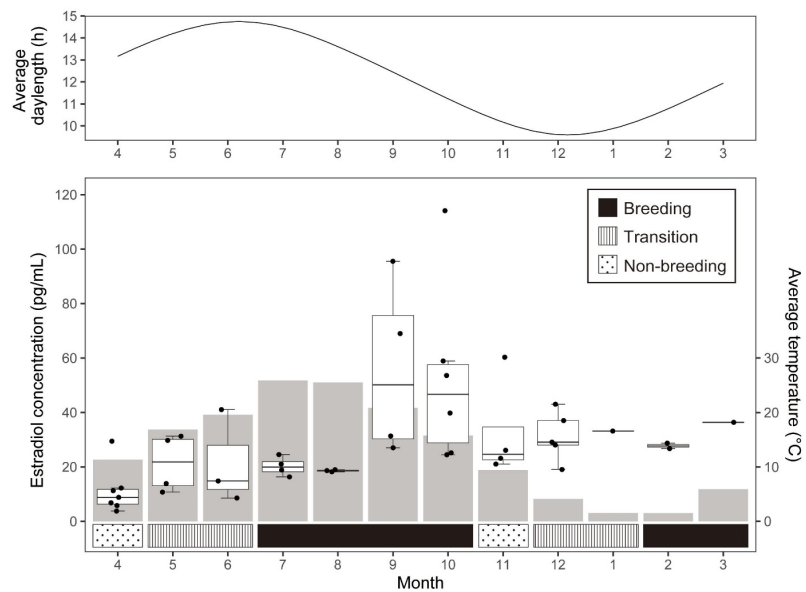 Average
daylength (h)
15
14
13
12
11
10
4 5 6 7 8 9 10 11 12 1 2 3
Estradiol concentration (pg/mL)
120
100
80
60
40
20
0
Breeding
Transition
Non-breeding
Average temperature (°C)
30
20
10
0
4 5 6 7 8 9 10 11 12 1 2 3
Month